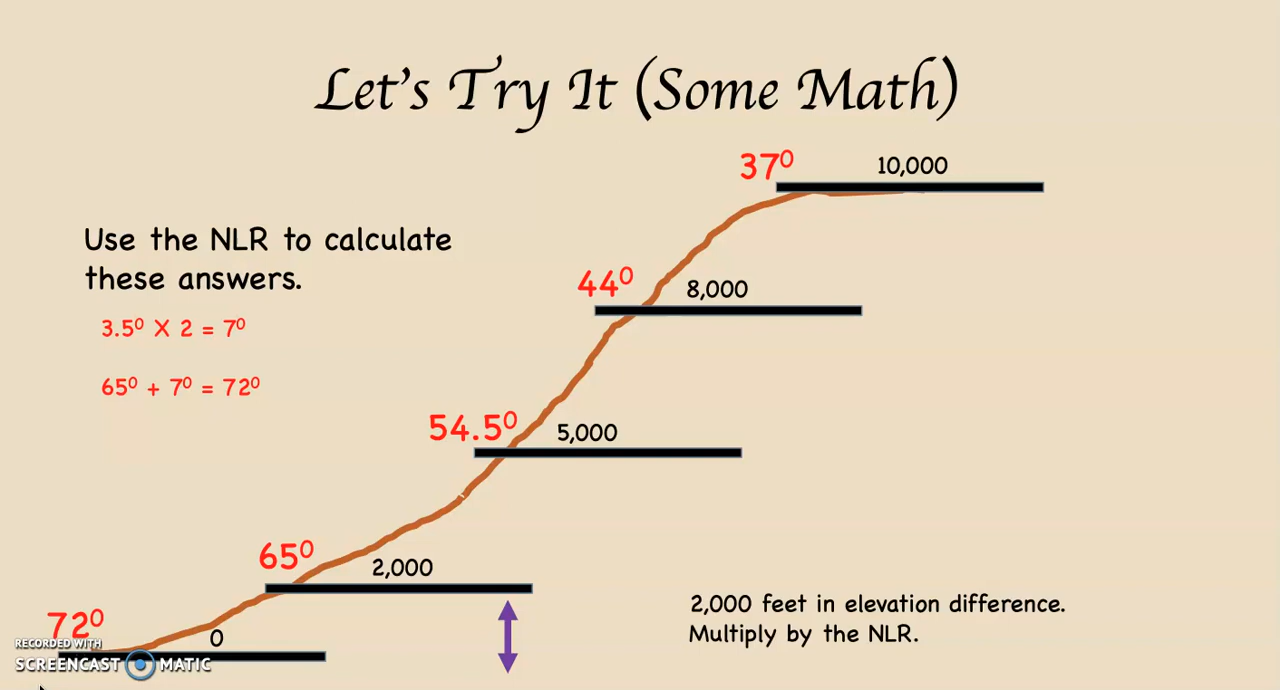 Let's Try It (Some Math)
37⁰
10,000
Use the NLR to calculate
these answers.
44⁰
8,000
3.5⁰ X 2 = 7⁰
65⁰ + 7⁰ = 72⁰
54.5⁰
5,000
65⁰
2,000
2,000 feet in elevation difference.
Multiply by the NLR.
72⁰
0
RECORDED WITH
SCREENCAST MATIC